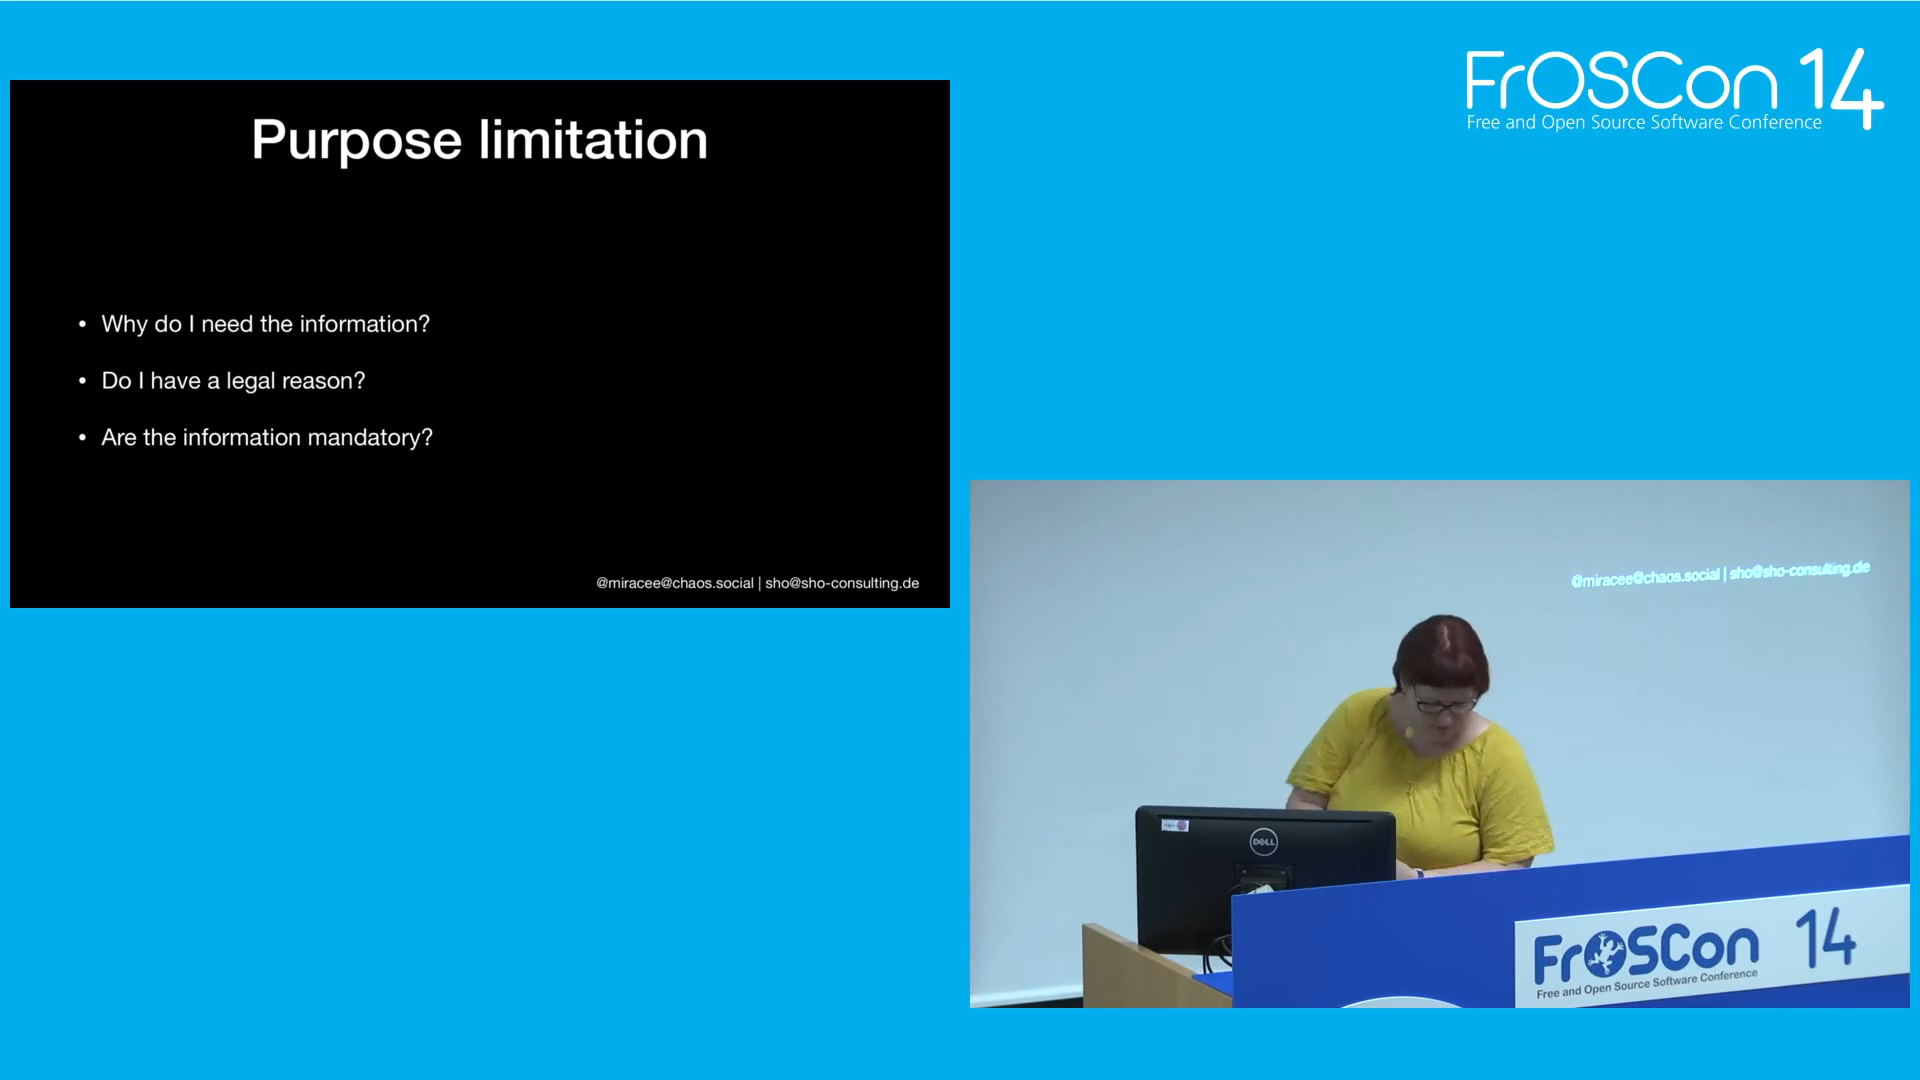 FrOSCon 14
Free and Open Source Software Conference
Purpose limitation
• Why do I need the information?
• Do I have a legal reason?
• Are the information mandatory?
@miracee@chaos.social | sho@sho-consulting.de
@miracee@chaos.social | sho@sho-consulting.de
DELL
FrOSCon 14
Free and Open Source Software Conference